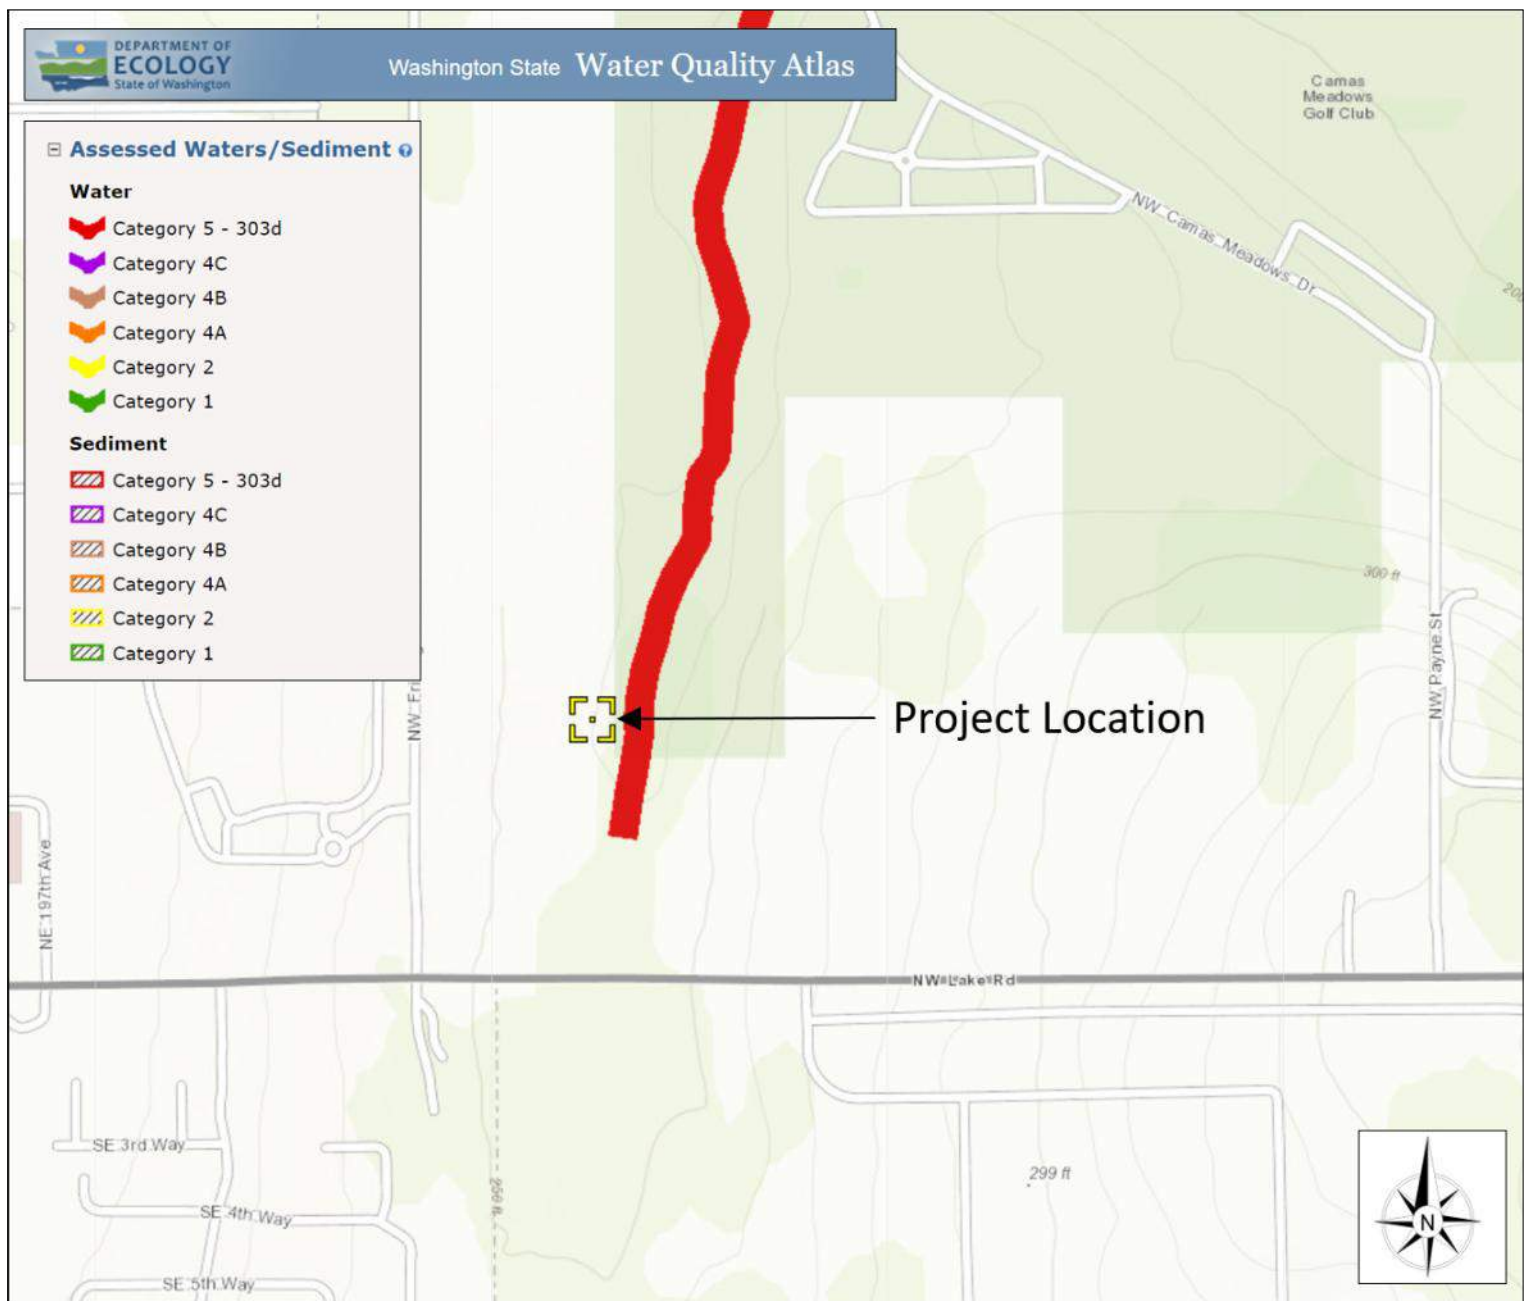 DEPARTMENT OF
ECOLOGY
State of Washington
Washington State Water Quality Atlas
Assessed Waters/Sediment
Water
Category 5 - 303d
Category 4C
Category 4B
Category 4A
Category 2
Category 1
Sediment
Category 5 - 303d
Category 4C
Category 4B
Category 4A
Category 2
Category 1
Camas
Meadows
Golf Club
NW Camas Meadows Dr
300 ft
NW Payne St
Project Location
NE 197th Ave
NW Lake Rd
SE 3rd Way
SE 4th Way
SE 5th Way
299 ft
N